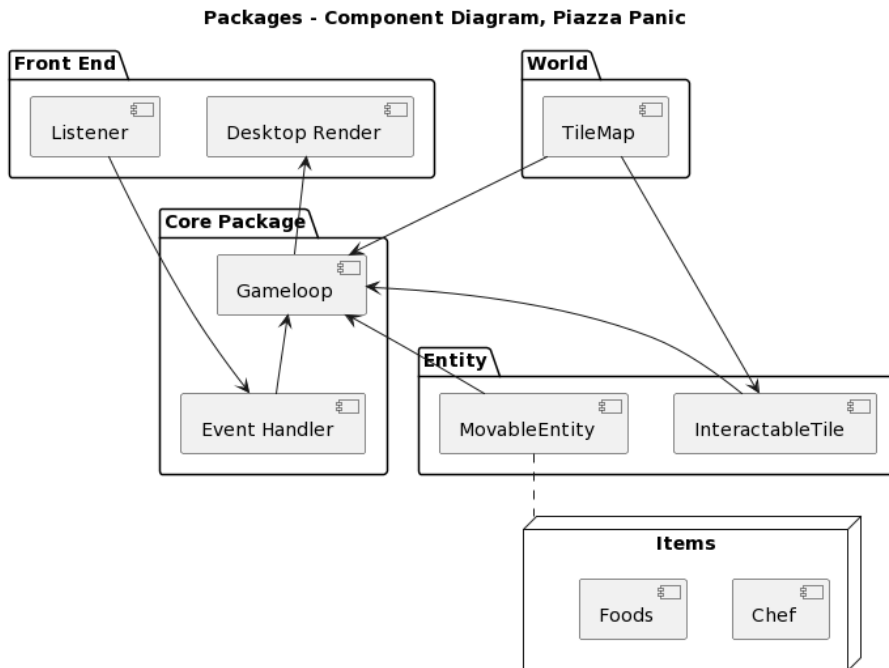 Packages - Component Diagram, Piazza Panic
Front End
World
Listener
Desktop Render
TileMap
Core Package
Gameloop
Entity
Event Handler
MovableEntity
InteractableTile
Items
Foods
Chef